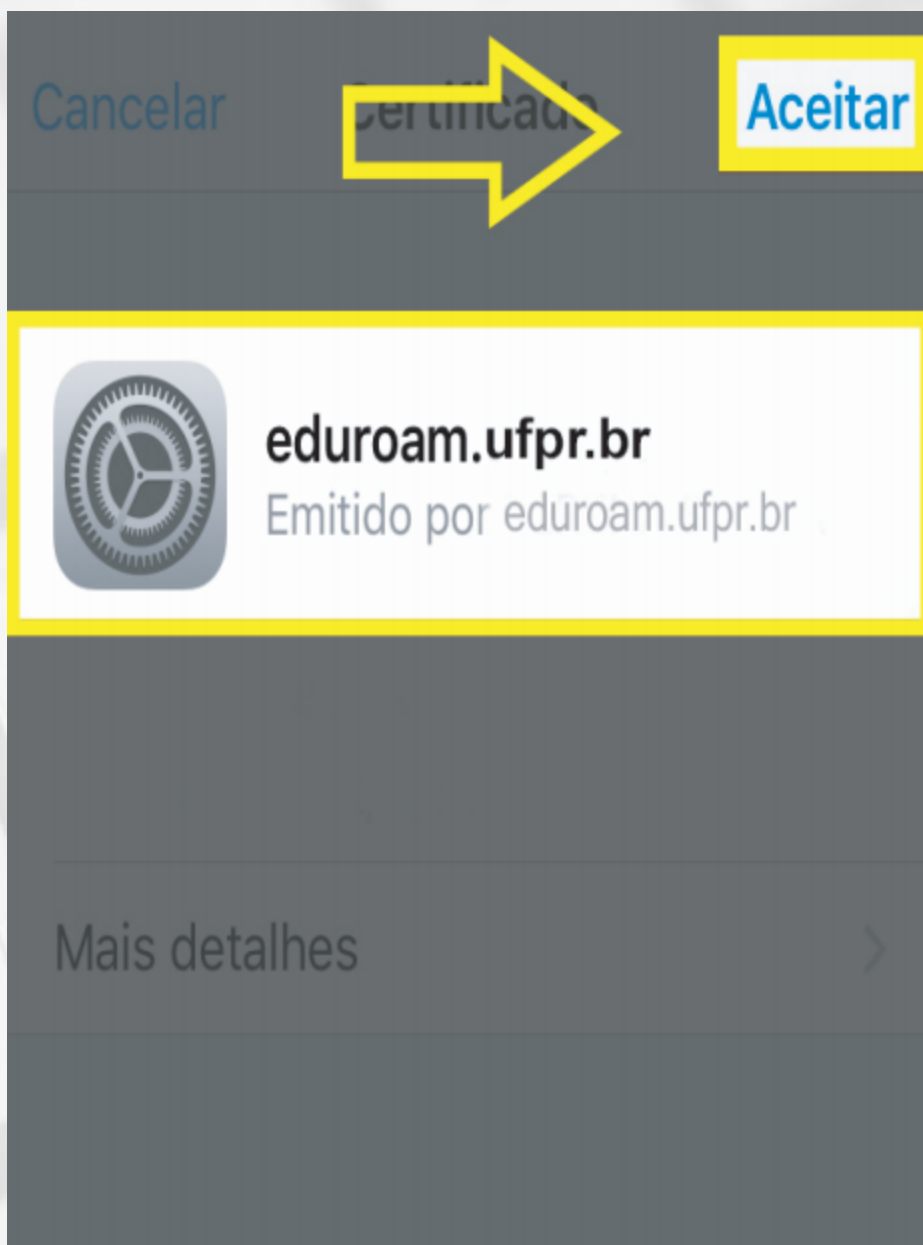 Cancelar Certificado Aceitar
eduroam.ufpr.br
Emitido por eduroam.ufpr.br
Mais detalhes